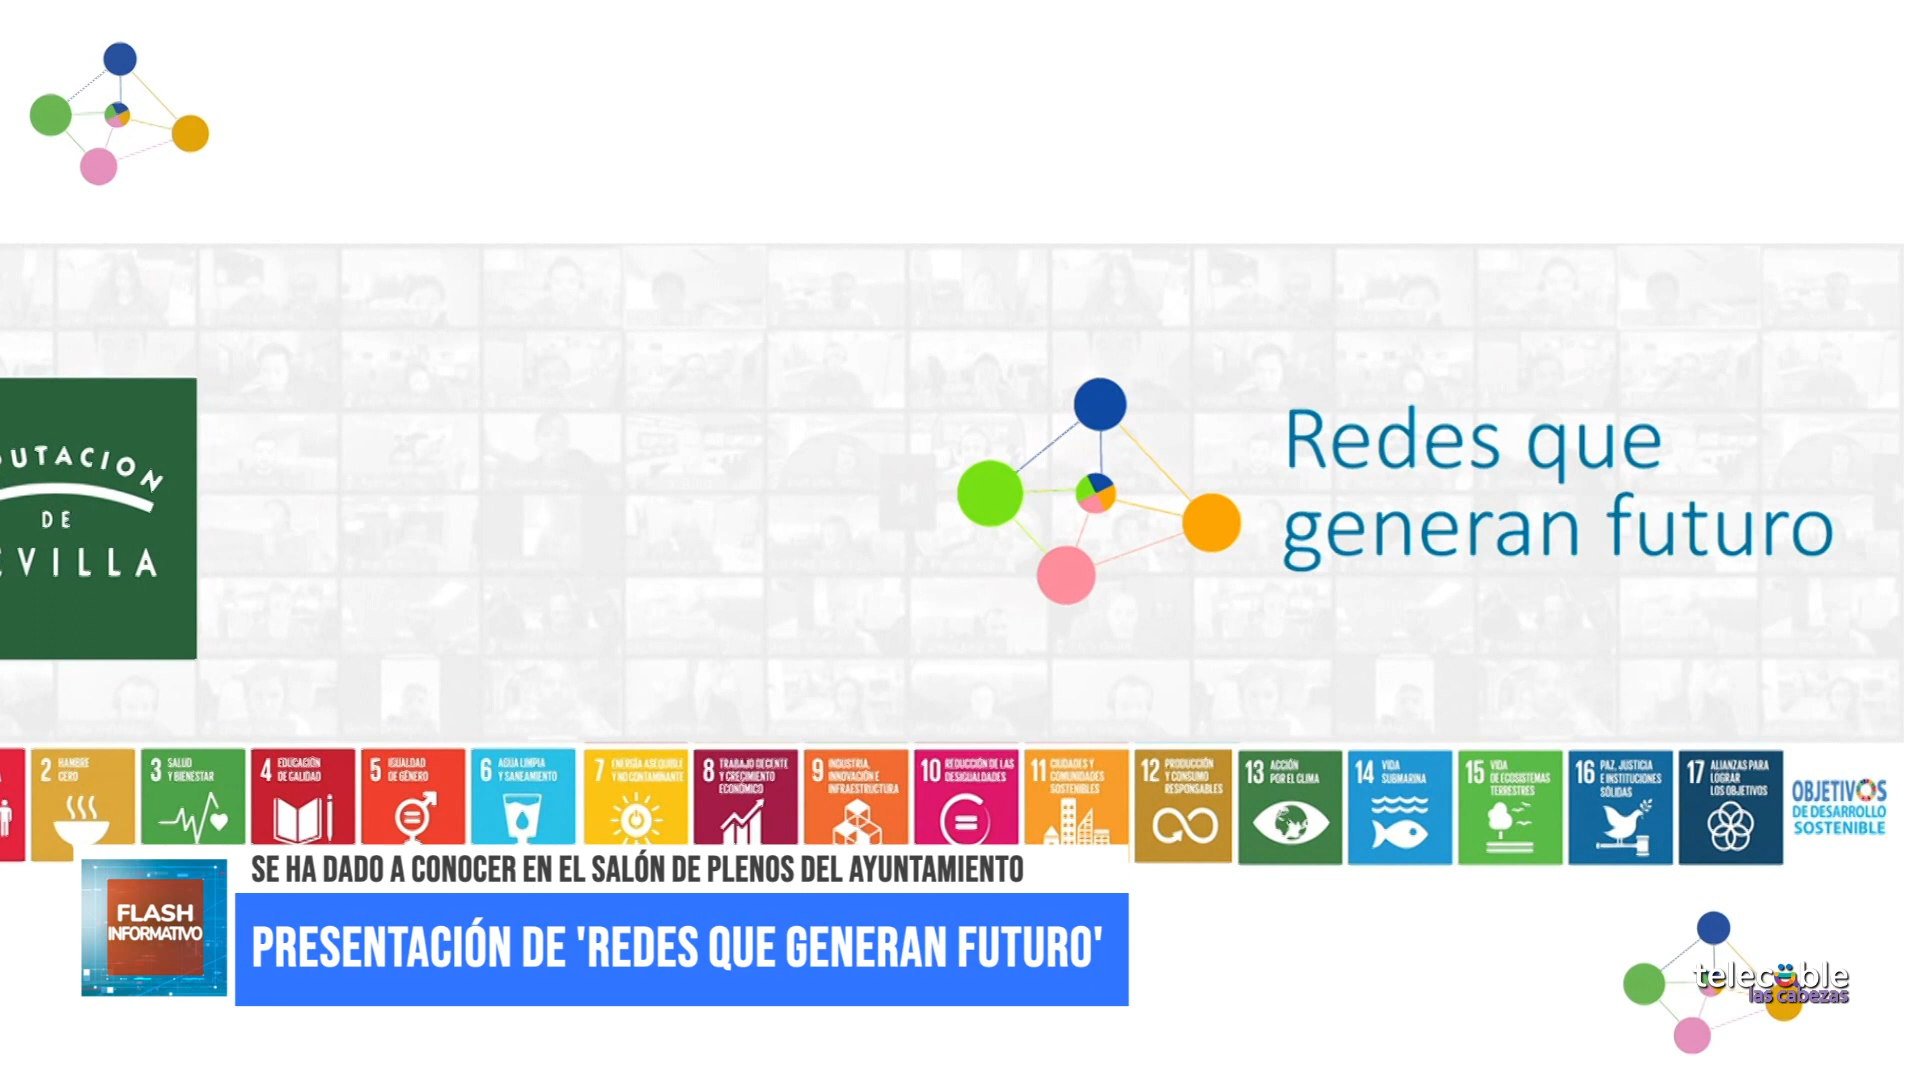 Redes que
generan futuro
DE
2 HAMBRE
CERO
3 SALUD
Y BIENESTAR
4 EDUCACIÓN
DE CALIDAD
5 IGUALDAD
DE GÉNERO
6 AGUA LIMPIA
Y SANEAMIENTO
7 ENERGÍA ASEQUIBLE
Y NO CONTAMINANTE
8 TRABAJO DECENTE
Y CRECIMIENTO
ECONÓMICO
9 INDUSTRIA,
INNOVACIÓN E
INFRAESTRUCTURA
10 REDUCCIÓN DE LAS
DESIGUALDADES
11 CIUDADES Y
COMUNIDADES
SOSTENIBLES
12 PRODUCCIÓN
Y CONSUMO
RESPONSABLES
13 ACCIÓN
POR EL CLIMA
14 VIDA
SUBMARINA
15 VIDA
DE ECOSISTEMAS
TERRESTRES
16 PAZ, JUSTICIA
E INSTITUCIONES
SÓLIDAS
17 ALIANZAS PARA
LOGRAR
LOS OBJETIVOS
OBJETIVOS
DE DESARROLLO
SOSTENIBLE
SE HA DADO A CONOCER EN EL SALÓN DE PLENOS DEL AYUNTAMIENTO
FLASH
INFORMATIVO
PRESENTACIÓN DE 'REDES QUE GENERAN FUTURO'
telecable
las cabezas